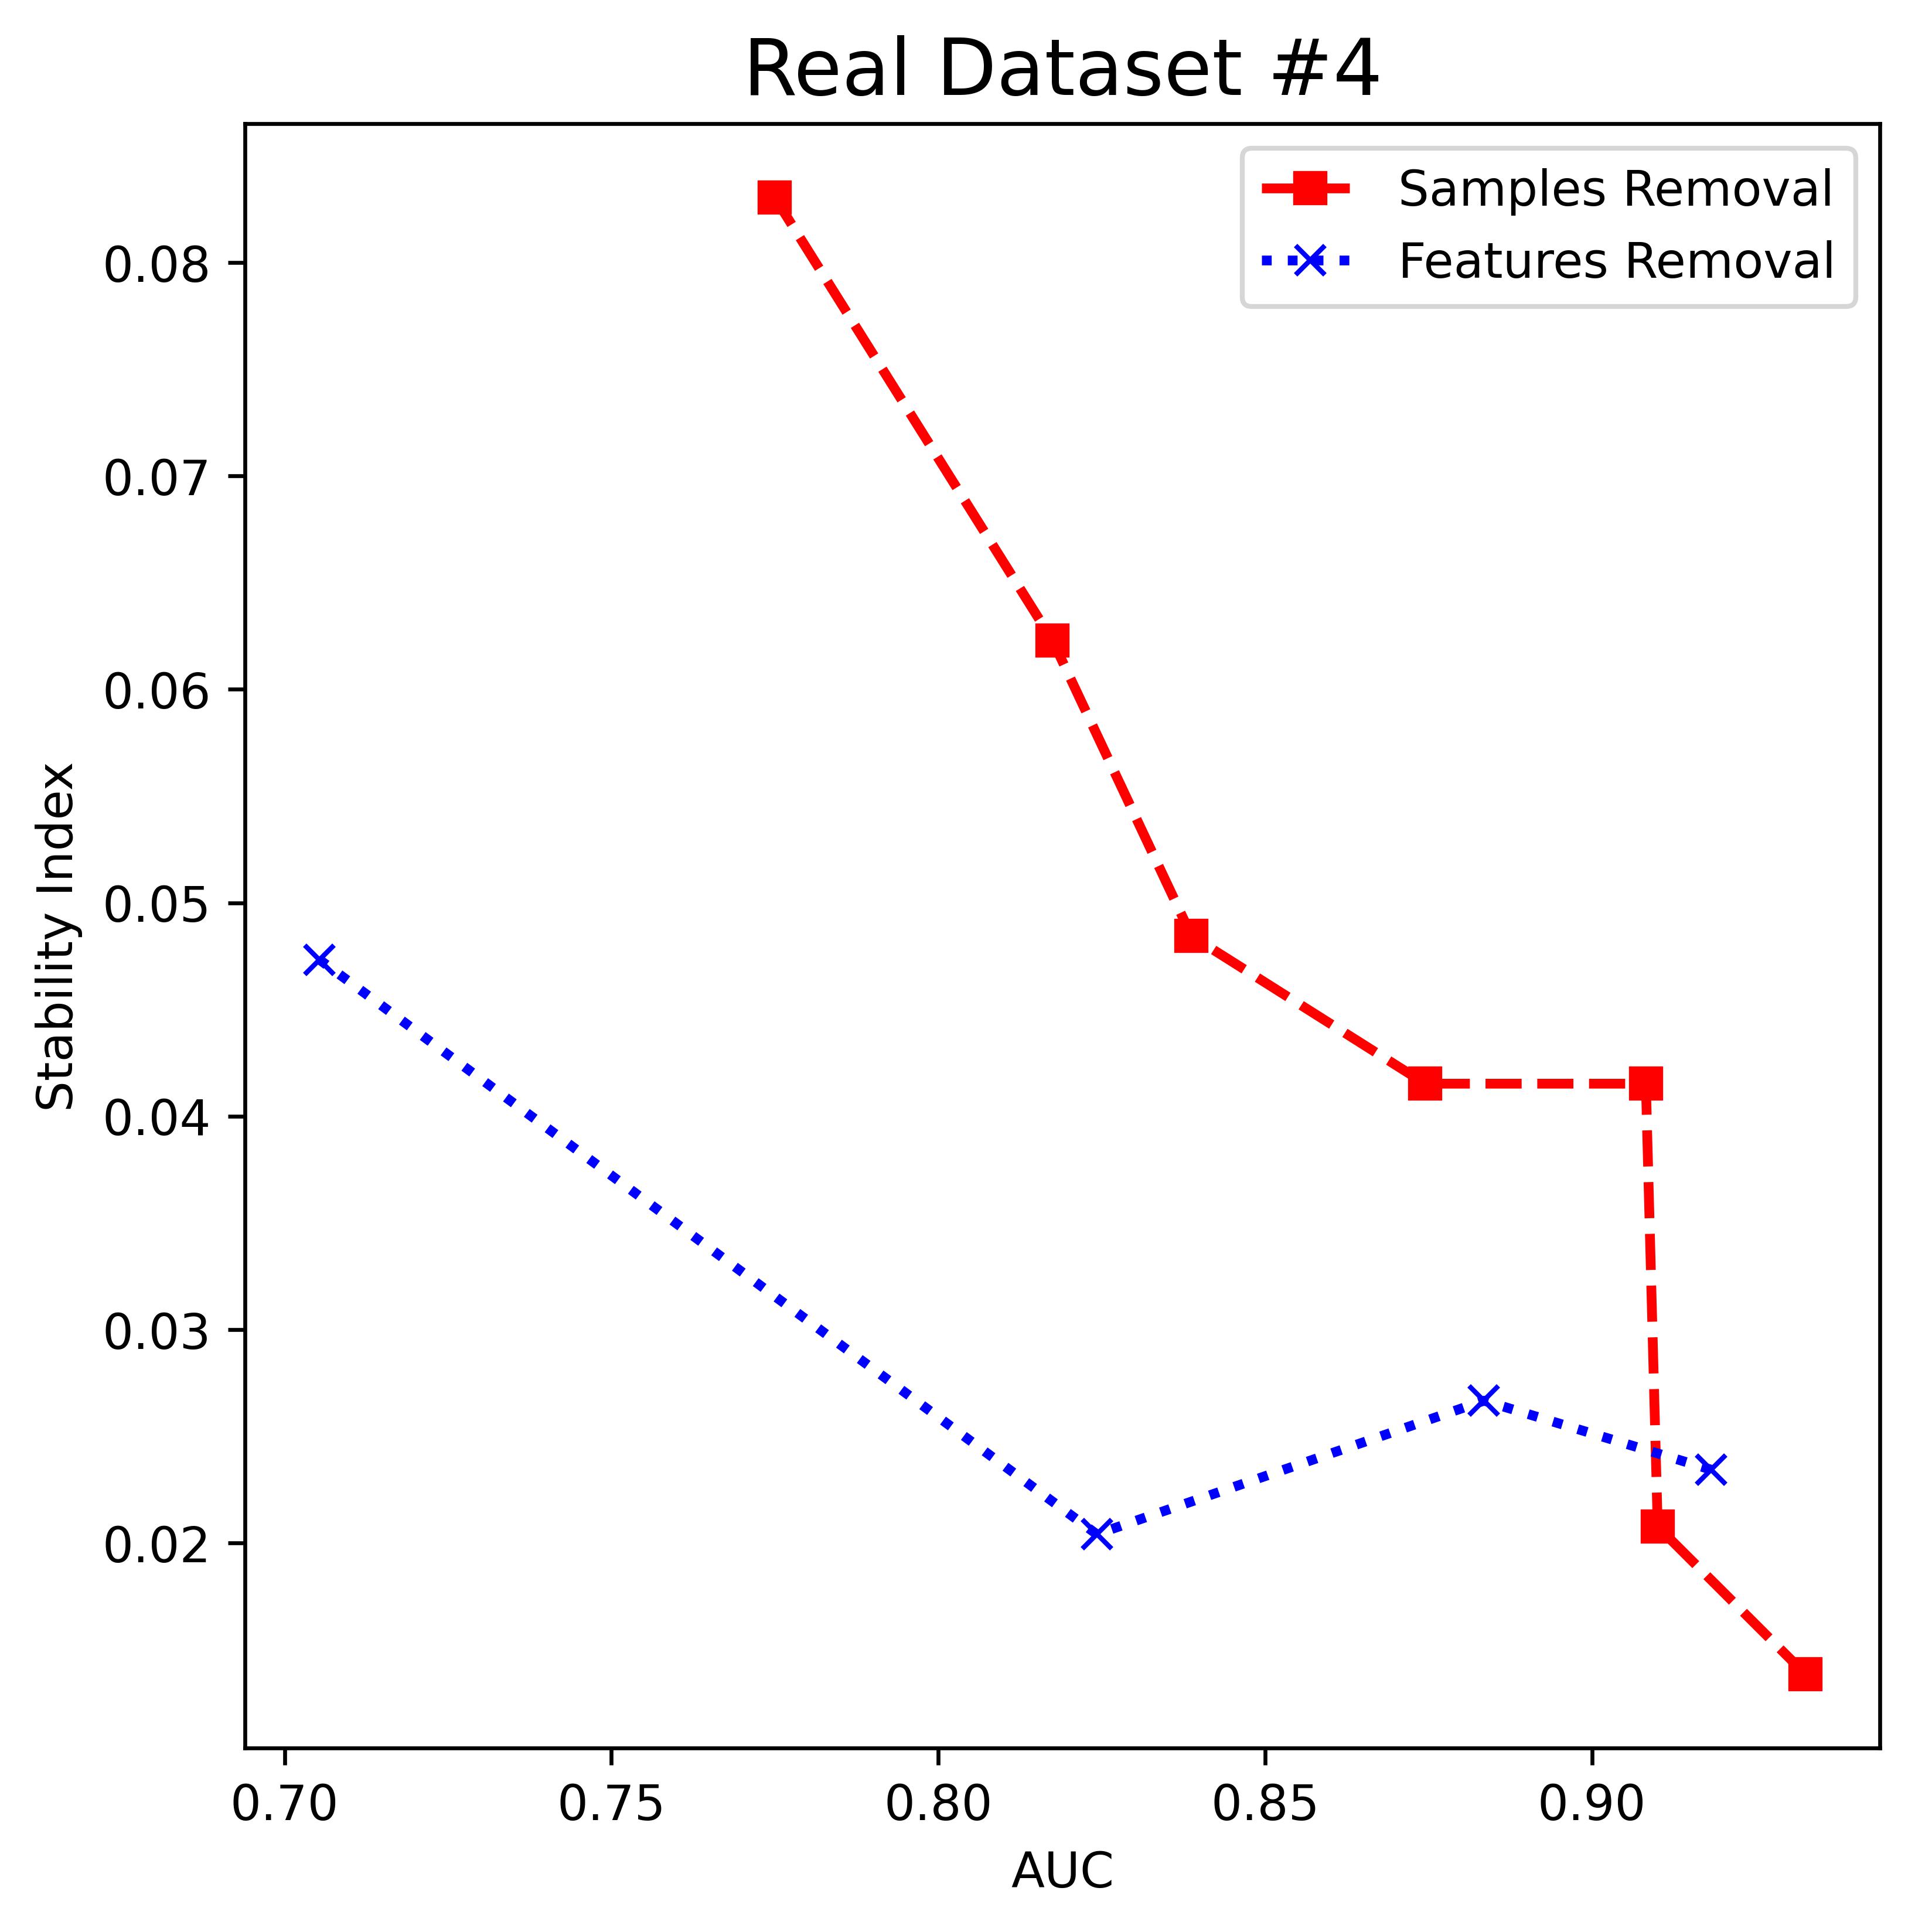 Real Dataset #4
Samples Removal
Features Removal
Stability Index
0.08
0.07
0.06
0.05
0.04
0.03
0.02
0.70 0.75 0.80 0.85 0.90
AUC